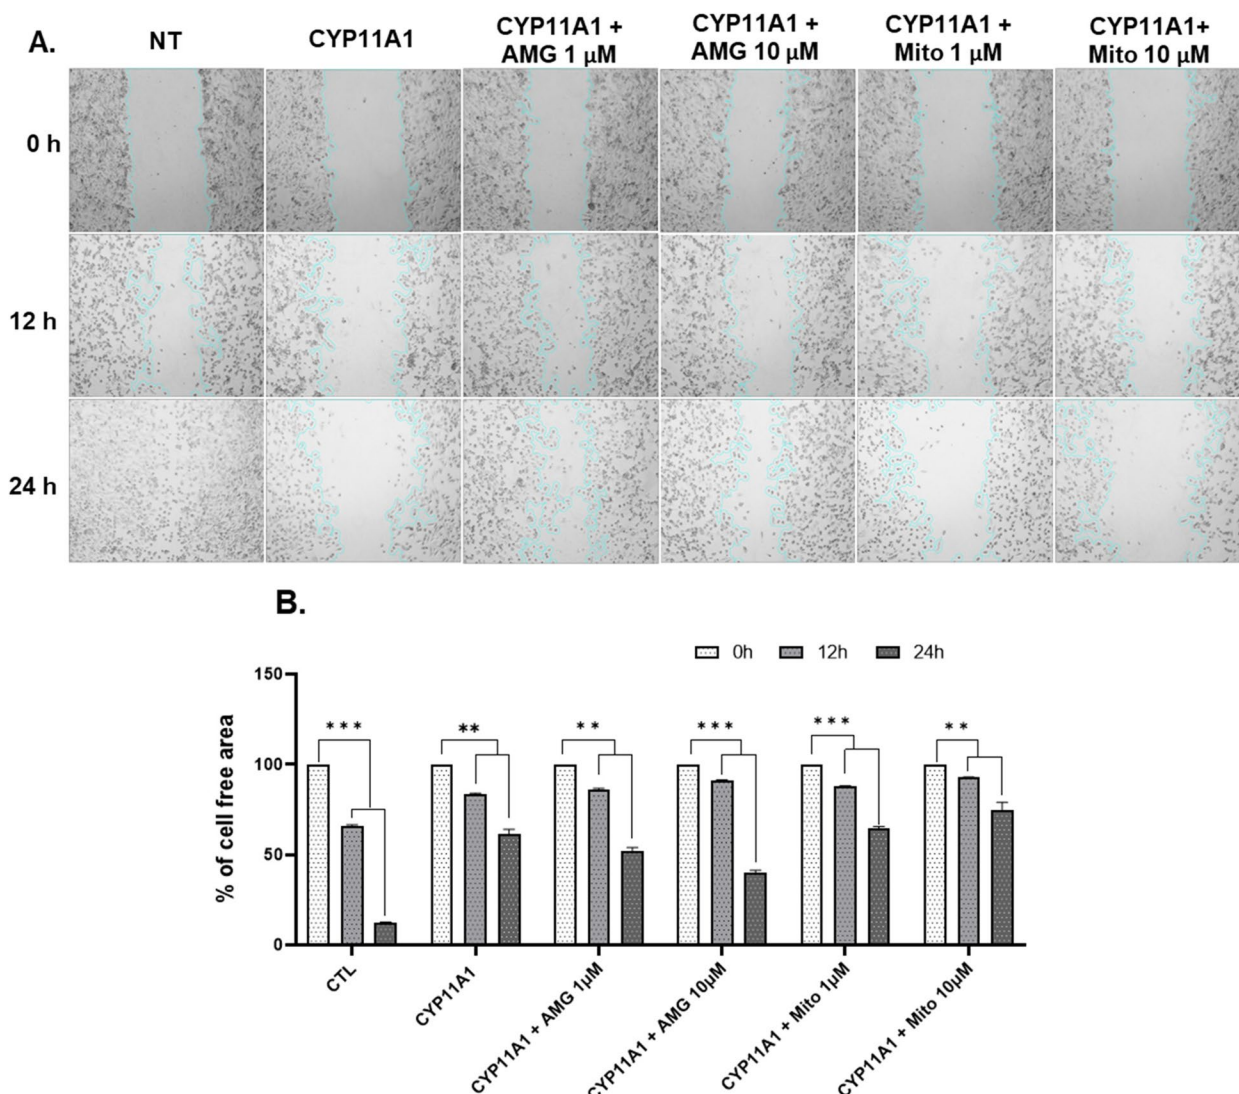 A.
NT
CYP11A1
CYP11A1 +
AMG 1 μM
CYP11A1 +
AMG 10 μM
CYP11A1 +
Mito 1 μM
CYP11A1+
Mito 10 μM
0 h
12 h
24 h
B.
0h 12h 24h
% of cell free area
150
100
50
0
*** ** ** *** *** **
CTL
CYP11A1
CYP11A1 + AMG 1μM
CYP11A1 + AMG 10μM
CYP11A1 + Mito 1μM
CYP11A1 + Mito 10μM